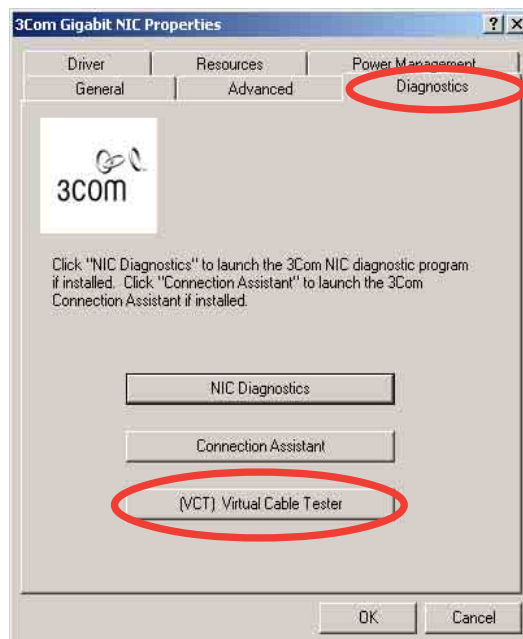 3Com Gigabit NIC Properties
? X
Driver Resources Power Management
General Advanced Diagnostics
3COM
Click "NIC Diagnostics" to launch the 3Com NIC diagnostic program
if installed. Click "Connection Assistant" to launch the 3Com
Connection Assistant if installed.
NIC Diagnostics
Connection Assistant
(VCT) Virtual Cable Tester
OK Cancel